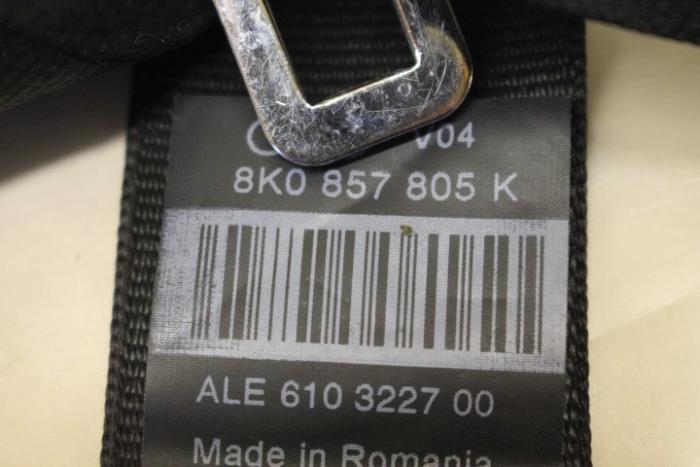 V04
8K0 857 805 K
ALE 610 3227 00
Made in Romania